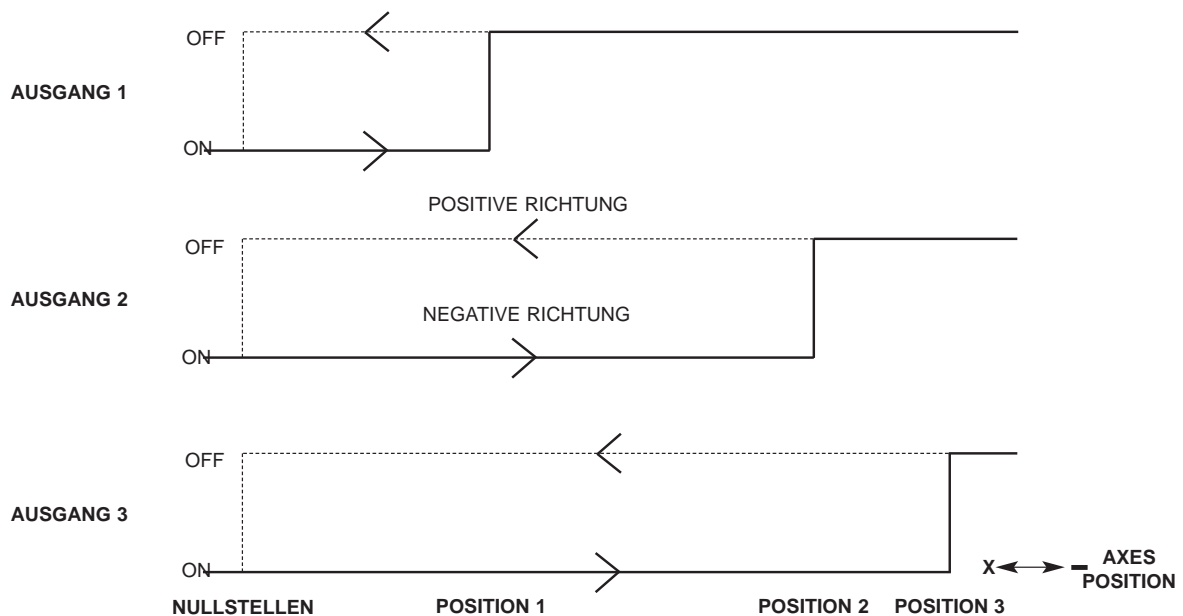 OFF
AUSGANG 1
ON
POSITIVE RICHTUNG
OFF
AUSGANG 2
NEGATIVE RICHTUNG
ON
OFF
AUSGANG 3
ON
X
AXES
POSITION
NULLSTELLEN
POSITION 1
POSITION 2
POSITION 3